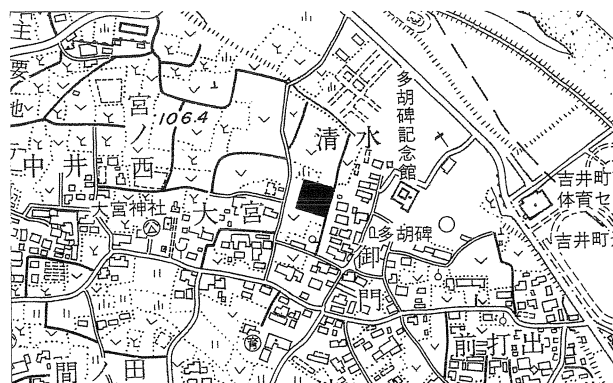 主要地
中井
宮ノ西
106.4
清水
多胡碑記念館
吉井町
体育セ
吉井町
大宮神社
大宮
多胡碑
御門
前打出
間ノ田